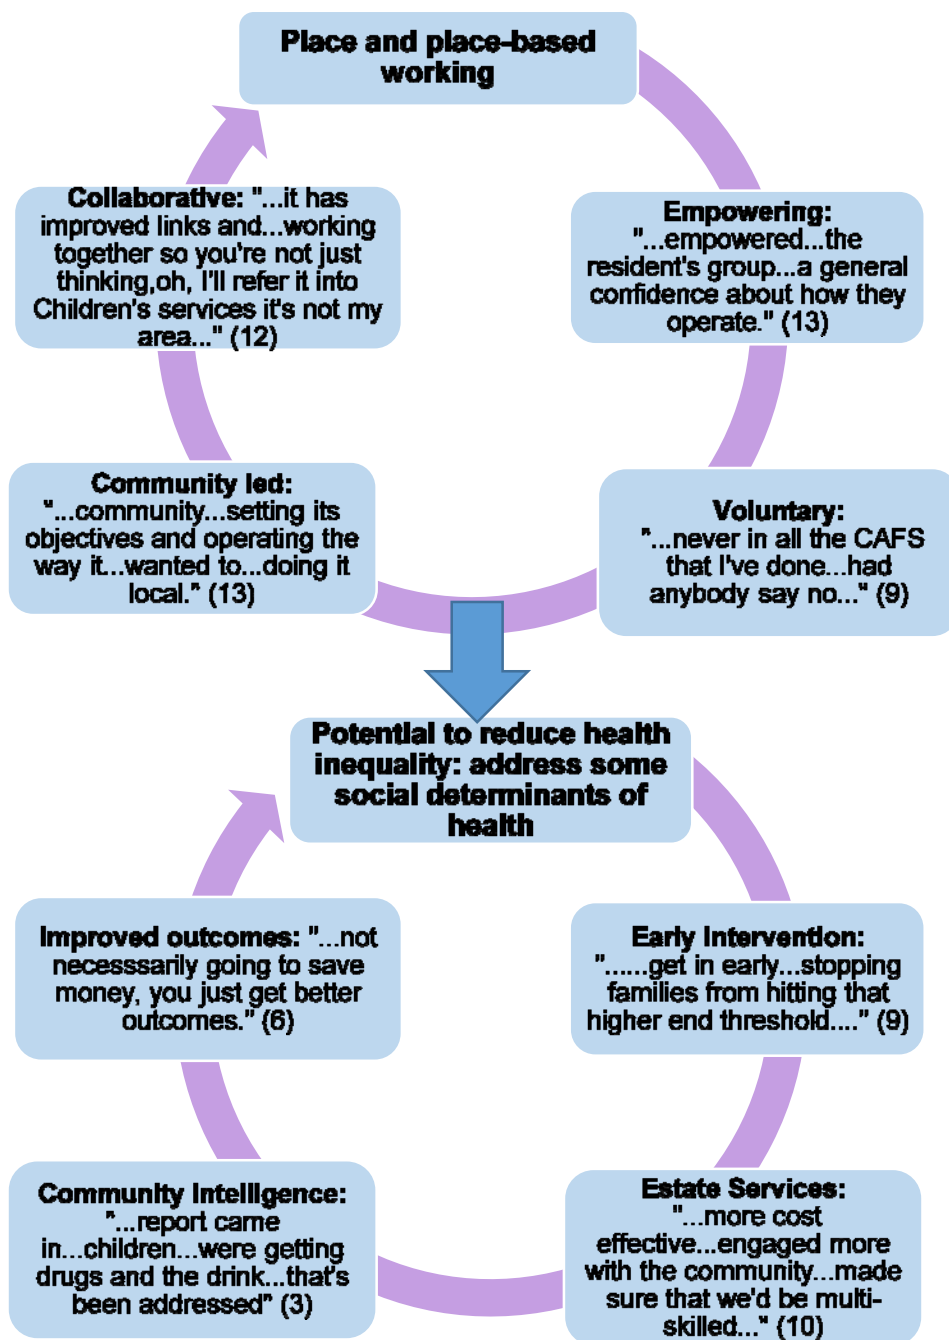 Place and place-based
working
Collaborative: "...it has
improved links and...working
together so you're not just
thinking,oh, I'll refer it into
Children's services it's not my
area..." (12)
Empowering:
"...empowered...the
resident's group...a general
confidence about how they
operate." (13)
Community led:
"...community...setting its
objectives and operating the
way it...wanted to...doing it
local." (13)
Voluntary:
"...never in all the CAFS
that I've done...had
anybody say no..." (9)
Potential to reduce health
inequality: address some
social determinants of
health
Improved outcomes: "...not
necesssarily going to save
money, you just get better
outcomes." (6)
Early Intervention:
"......get in early...stopping
families from hitting that
higher end threshold...." (9)
Community Intelligence:
"...report came
in...children...were getting
drugs and the drink...that's
been addressed" (3)
Estate Services:
"...more cost
effective...engaged more
with the community...made
sure that we'd be multi-
skilled..." (10)